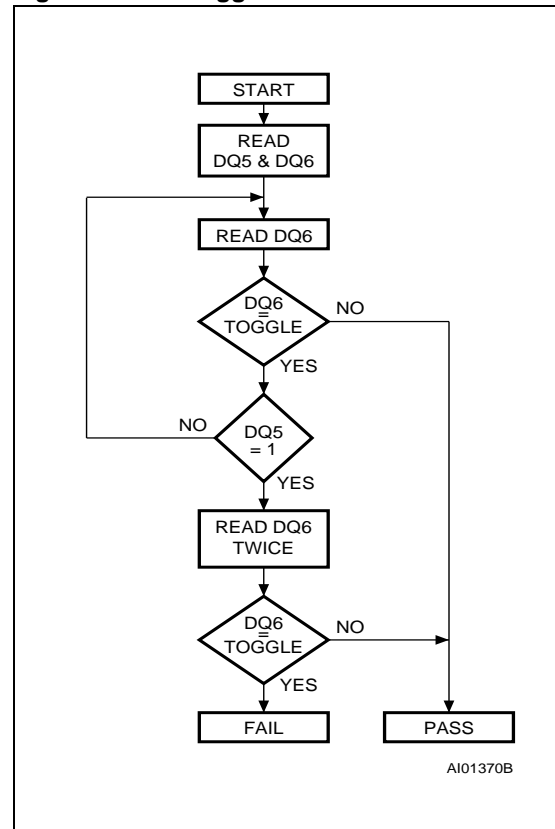 START
READ
DQ5 & DQ6
READ DQ6
DQ6
=
TOGGLE
NO
YES
NO
DQ5
= 1
YES
READ DQ6
TWICE
DQ6
=
TOGGLE
NO
YES
FAIL
PASS
AI01370B